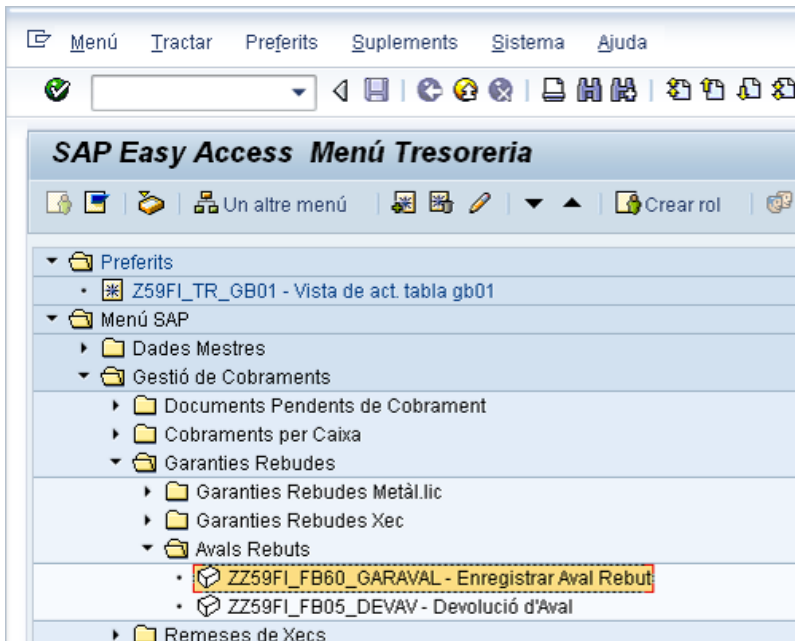 Menú Tractar Preferits Suplements Sistema Ajuda
SAP Easy Access Menú Tresoreria
Un altre menú Crear rol
Preferits
Z59FI_TR_GB01 - Vista de act. tabla gb01
Menú SAP
Dades Mestres
Gestió de Cobraments
Documents Pendents de Cobrament
Cobraments per Caixa
Garanties Rebudes
Garanties Rebudes Metàl.lic
Garanties Rebudes Xec
Avals Rebuts
ZZ59FI_FB60_GARAVAL - Enregistrar Aval Rebut
ZZ59FI_FB05_DEVAV - Devolució d'Aval
Remeses de Xecs